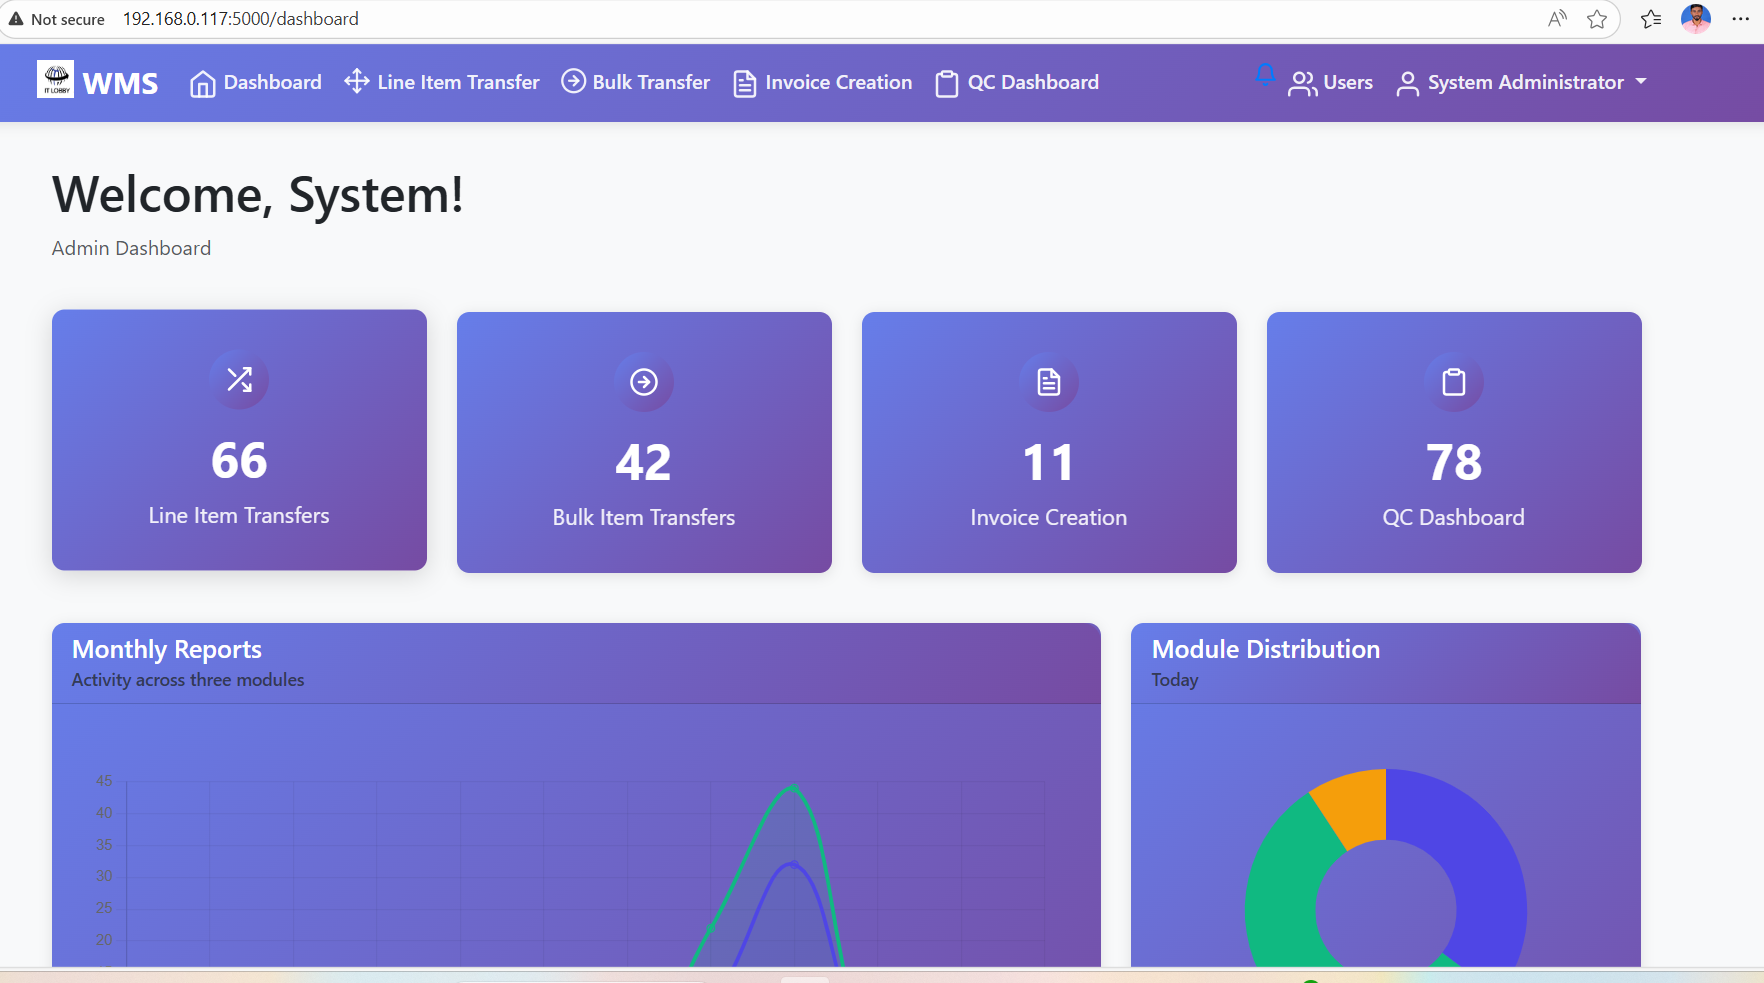 Not secure 192.168.0.117:5000/dashboard
IT LOBBY WMS Dashboard Line Item Transfer Bulk Transfer Invoice Creation QC Dashboard Users System Administrator
Welcome, System!
Admin Dashboard
66
Line Item Transfers
42
Bulk Item Transfers
11
Invoice Creation
78
QC Dashboard
Monthly Reports
Activity across three modules
45
40
35
30
25
20
Module Distribution
Today